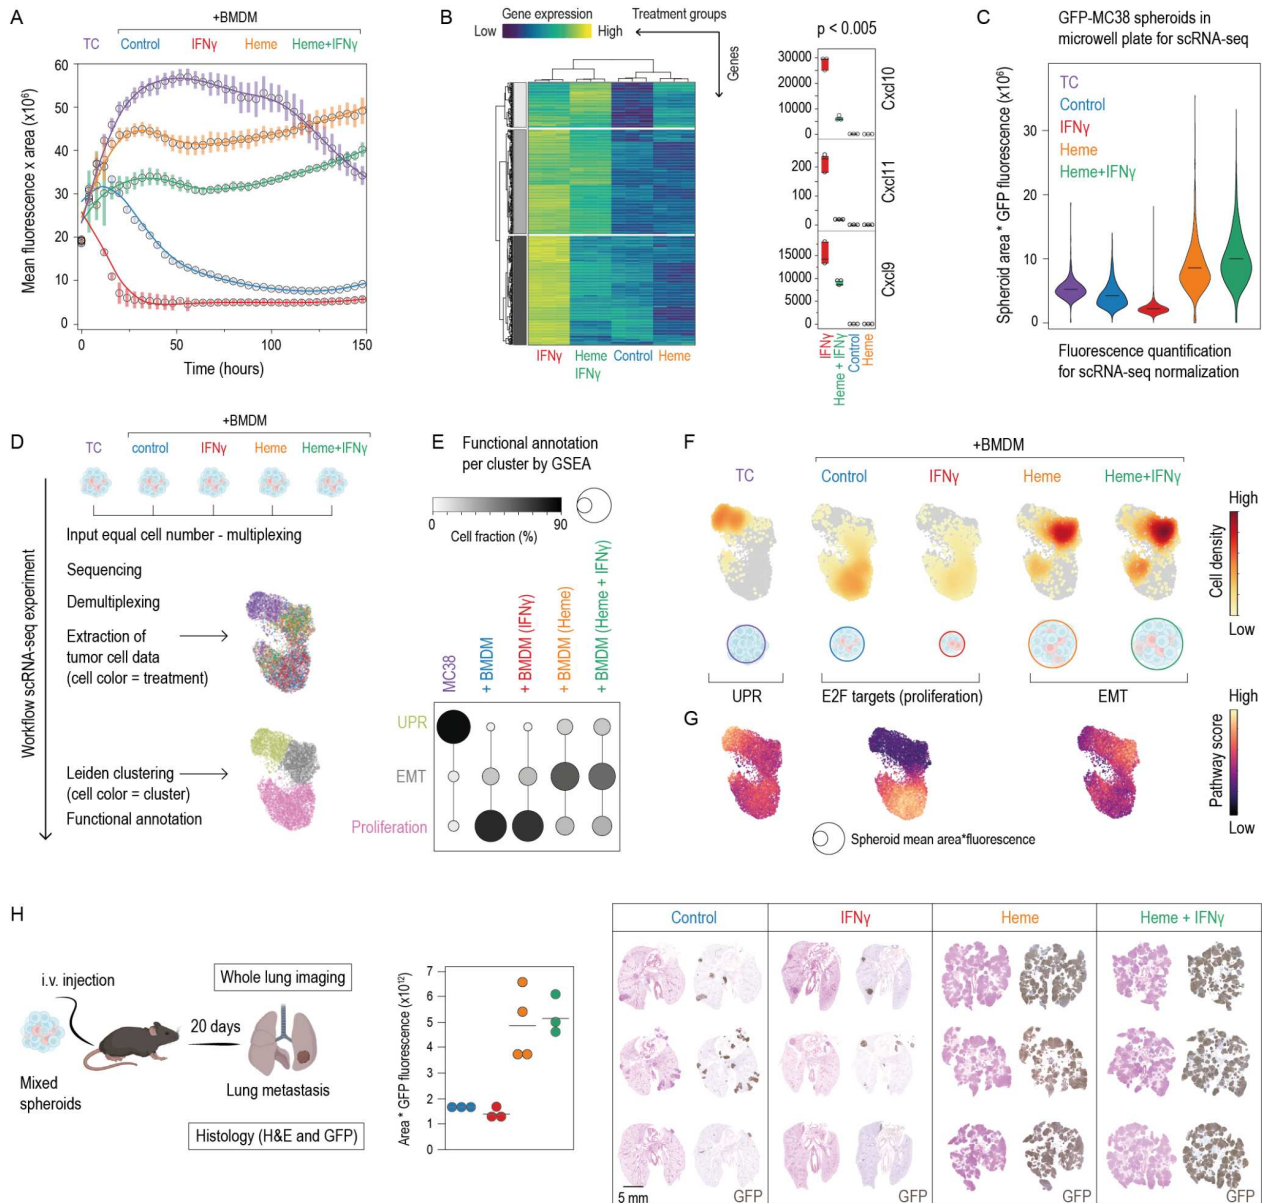 A
+BMDM
TC
Control
IFNγ
Heme
Heme+IFNγ
Mean fluorescence x area (x10⁶)
60
50
40
30
20
10
0
0
50
100
150
Time (hours)
B
Gene expression
Low
High
Treatment groups
Genes
IFNγ
Heme
IFNγ
Control
Heme
p < 0.005
30000
20000
10000
0
Cxcl10
200
100
0
Cxcl11
15000
10000
5000
0
Cxcl9
IFNγ
Heme + IFNγ
Control
Heme
C
GFP-MC38 spheroids in
microwell plate for scRNA-seq
Spheroid area * GFP fluorescence (x10⁶)
30
20
10
0
TC
Control
IFNγ
Heme
Heme+IFNγ
Fluorescence quantification
for scRNA-seq normalization
D
+BMDM
TC
control
IFNγ
Heme
Heme+IFNγ
Workflow scRNA-seq experiment
Input equal cell number - multiplexing
Sequencing
Demultiplexing
Extraction of
tumor cell data
(cell color = treatment)
Leiden clustering
(cell color = cluster)
Functional annotation
E
Functional annotation
per cluster by GSEA
0
90
Cell fraction (%)
MC38
+ BMDM
+ BMDM (IFNγ)
+ BMDM (Heme)
+ BMDM (Heme + IFNγ)
UPR
EMT
Proliferation
F
+BMDM
TC
Control
IFNγ
Heme
Heme+IFNγ
High
Cell density
Low
UPR
E2F targets (proliferation)
EMT
G
High
Pathway score
Low
Spheroid mean area*fluorescence
H
i.v. injection
Whole lung imaging
20 days
Mixed
spheroids
Lung metastasis
Histology (H&E and GFP)
Area * GFP fluorescence (x10¹²)
7
6
5
4
3
2
1
0
Control
IFNγ
Heme
Heme + IFNγ
5 mm
GFP
GFP
GFP
GFP